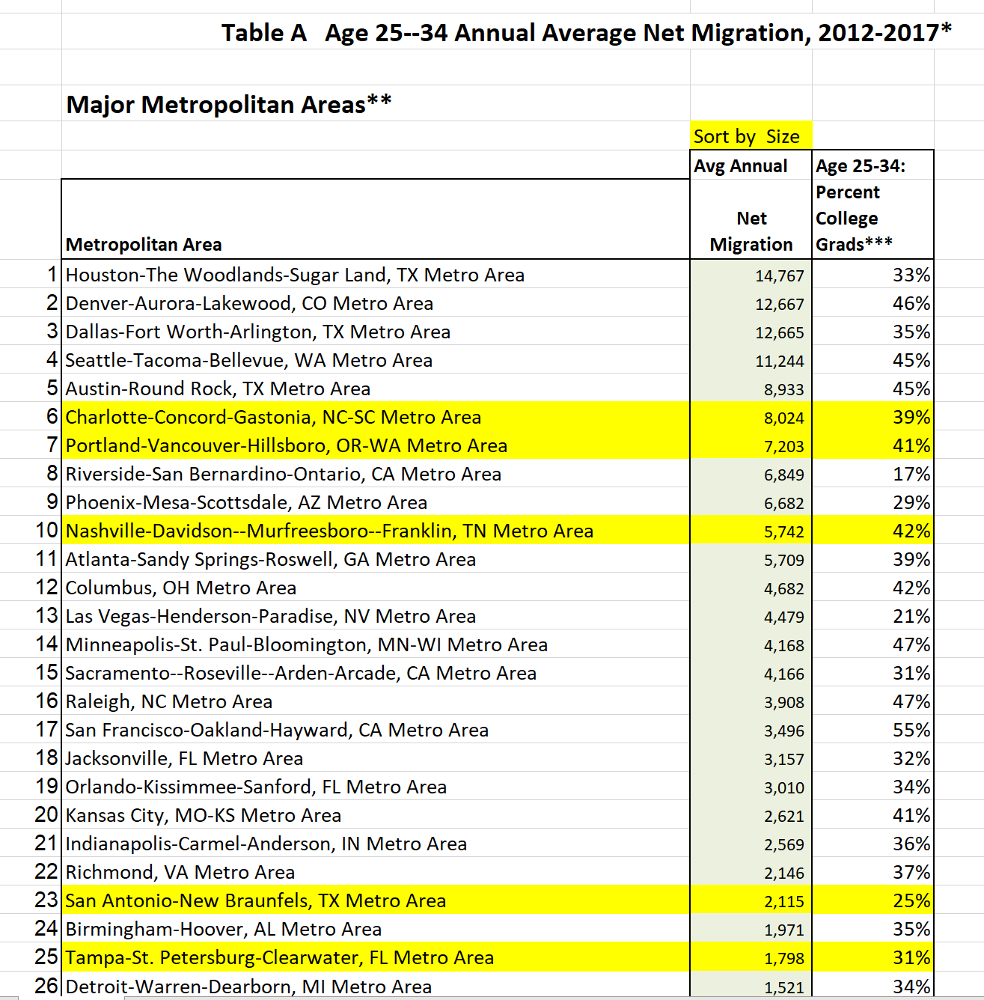 Table A   Age 25--34 Annual Average Net Migration, 2012-2017*
Major Metropolitan Areas**
Sort by  Size
Avg Annual Age 25-34:
Percent
Net College
Metropolitan Area Migration Grads***
1 Houston-The Woodlands-Sugar Land, TX Metro Area 14,767 33%
2 Denver-Aurora-Lakewood, CO Metro Area 12,667 46%
3 Dallas-Fort Worth-Arlington, TX Metro Area 12,665 35%
4 Seattle-Tacoma-Bellevue, WA Metro Area 11,244 45%
5 Austin-Round Rock, TX Metro Area 8,933 45%
6 Charlotte-Concord-Gastonia, NC-SC Metro Area 8,024 39%
7 Portland-Vancouver-Hillsboro, OR-WA Metro Area 7,203 41%
8 Riverside-San Bernardino-Ontario, CA Metro Area 6,849 17%
9 Phoenix-Mesa-Scottsdale, AZ Metro Area 6,682 29%
10 Nashville-Davidson--Murfreesboro--Franklin, TN Metro Area 5,742 42%
11 Atlanta-Sandy Springs-Roswell, GA Metro Area 5,709 39%
12 Columbus, OH Metro Area 4,682 42%
13 Las Vegas-Henderson-Paradise, NV Metro Area 4,479 21%
14 Minneapolis-St. Paul-Bloomington, MN-WI Metro Area 4,168 47%
15 Sacramento--Roseville--Arden-Arcade, CA Metro Area 4,166 31%
16 Raleigh, NC Metro Area 3,908 47%
17 San Francisco-Oakland-Hayward, CA Metro Area 3,496 55%
18 Jacksonville, FL Metro Area 3,157 32%
19 Orlando-Kissimmee-Sanford, FL Metro Area 3,010 34%
20 Kansas City, MO-KS Metro Area 2,621 41%
21 Indianapolis-Carmel-Anderson, IN Metro Area 2,569 36%
22 Richmond, VA Metro Area 2,146 37%
23 San Antonio-New Braunfels, TX Metro Area 2,115 25%
24 Birmingham-Hoover, AL Metro Area 1,971 35%
25 Tampa-St. Petersburg-Clearwater, FL Metro Area 1,798 31%
26 Detroit-Warren-Dearborn, MI Metro Area 1,521 34%